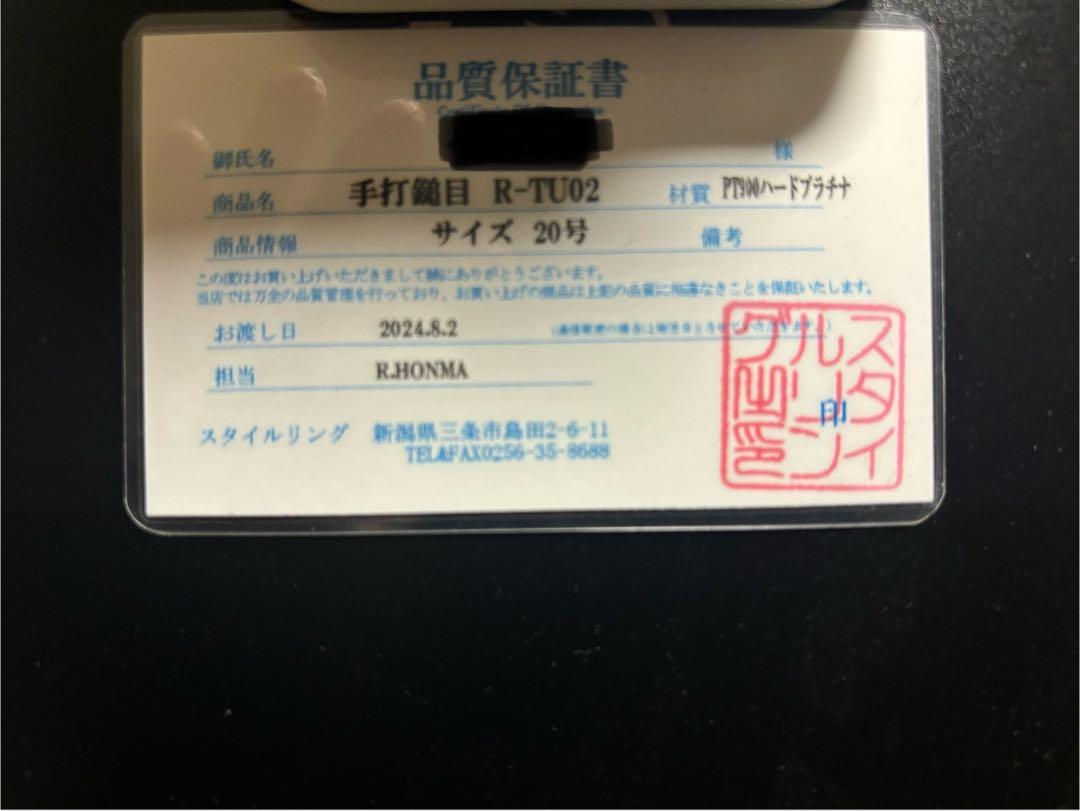 品質保証書
御氏名 様
商品名 手打鎚目 R-TU02 材質 PT900ハードプラチナ
商品情報 サイズ 20号 備考
この度はお買い上げいただきまして誠にありがとうございます。
当店では万全の品質管理を行っており、お買い上げの商品は上記の品質に相違なきことを保証いたします。
お渡し日 2024.8.2
担当 R.HONMA
印
スタイルリング 新潟県三条市島田2-6-11
TEL&FAX0256-35-8688
スタイ
ルリン
グ之印